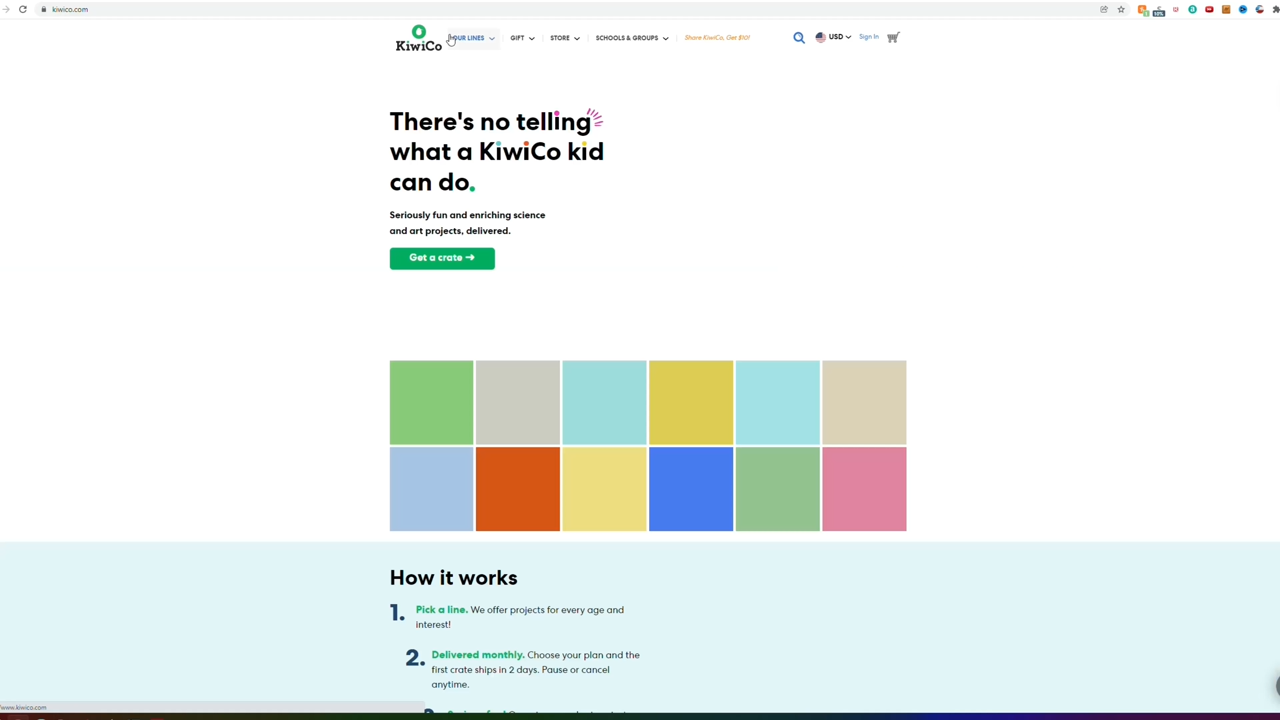 kiwico.com
KiwiCo
OUR LINES
GIFT
STORE
SCHOOLS & GROUPS
Share KiwiCo, Get $10!
USD
Sign In
There's no telling
what a KiwiCo kid
can do.
Seriously fun and enriching science
and art projects, delivered.
Get a crate →
How it works
1. Pick a line. We offer projects for every age and
interest!
2. Delivered monthly. Choose your plan and the
first crate ships in 2 days. Pause or cancel
anytime.
/www.kiwico.com